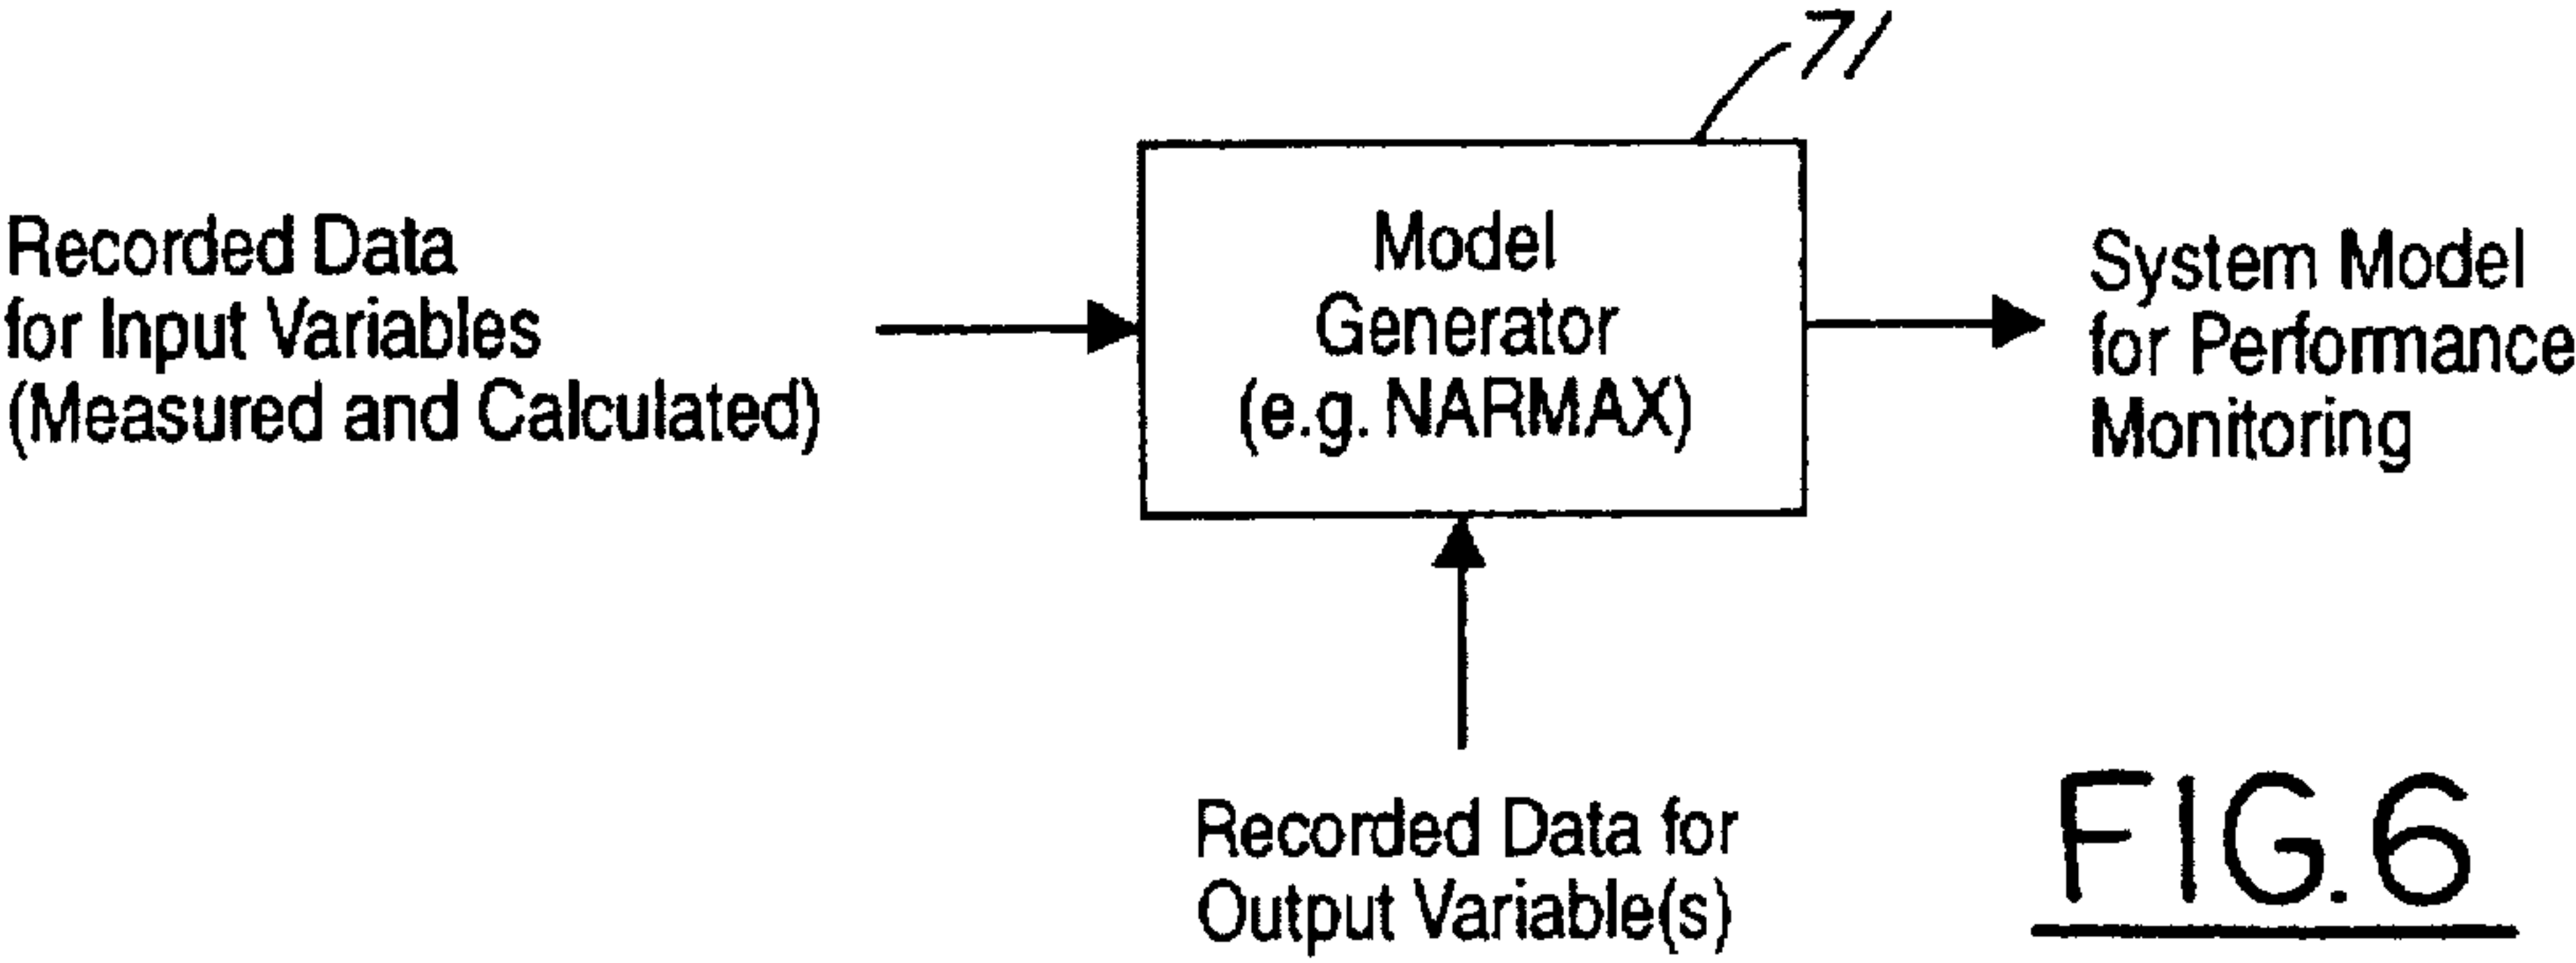 71
Recorded Data
for Input Variables
(Measured and Calculated)
Model
Generator
(e.g. NARMAX)
System Model
for Performance
Monitoring
Recorded Data for
Output Variable(s)
FIG.6